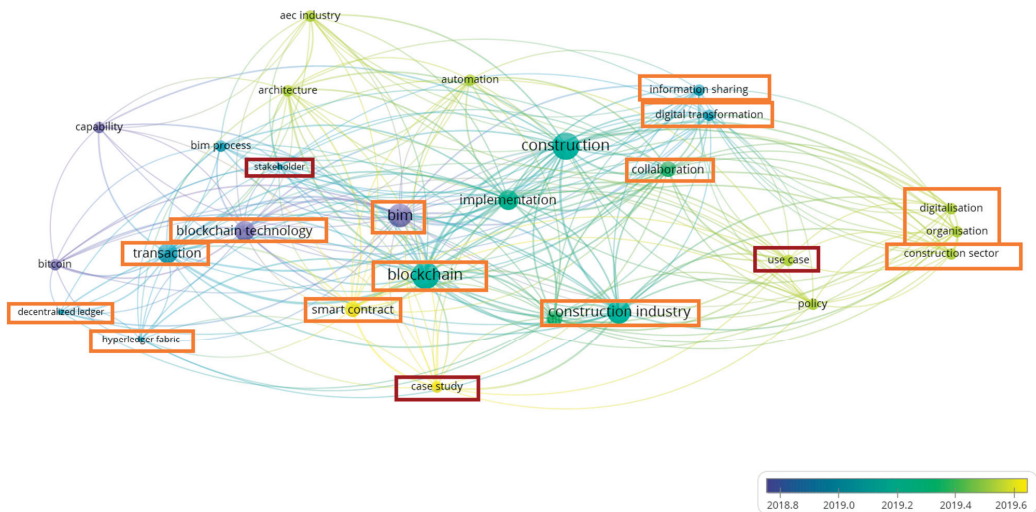 aec industry
automation
architecture
information sharing
digital transformation
capability
construction
bim process
stakeholder
collaboration
implementation
bim
digitalisation
blockchain technology
organisation
transaction
construction sector
use case
bitcoin
blockchain
policy
decentralized ledger
smart contract
construction industry
hyperledger fabric
case study
2018.8 2019.0 2019.2 2019.4 2019.6